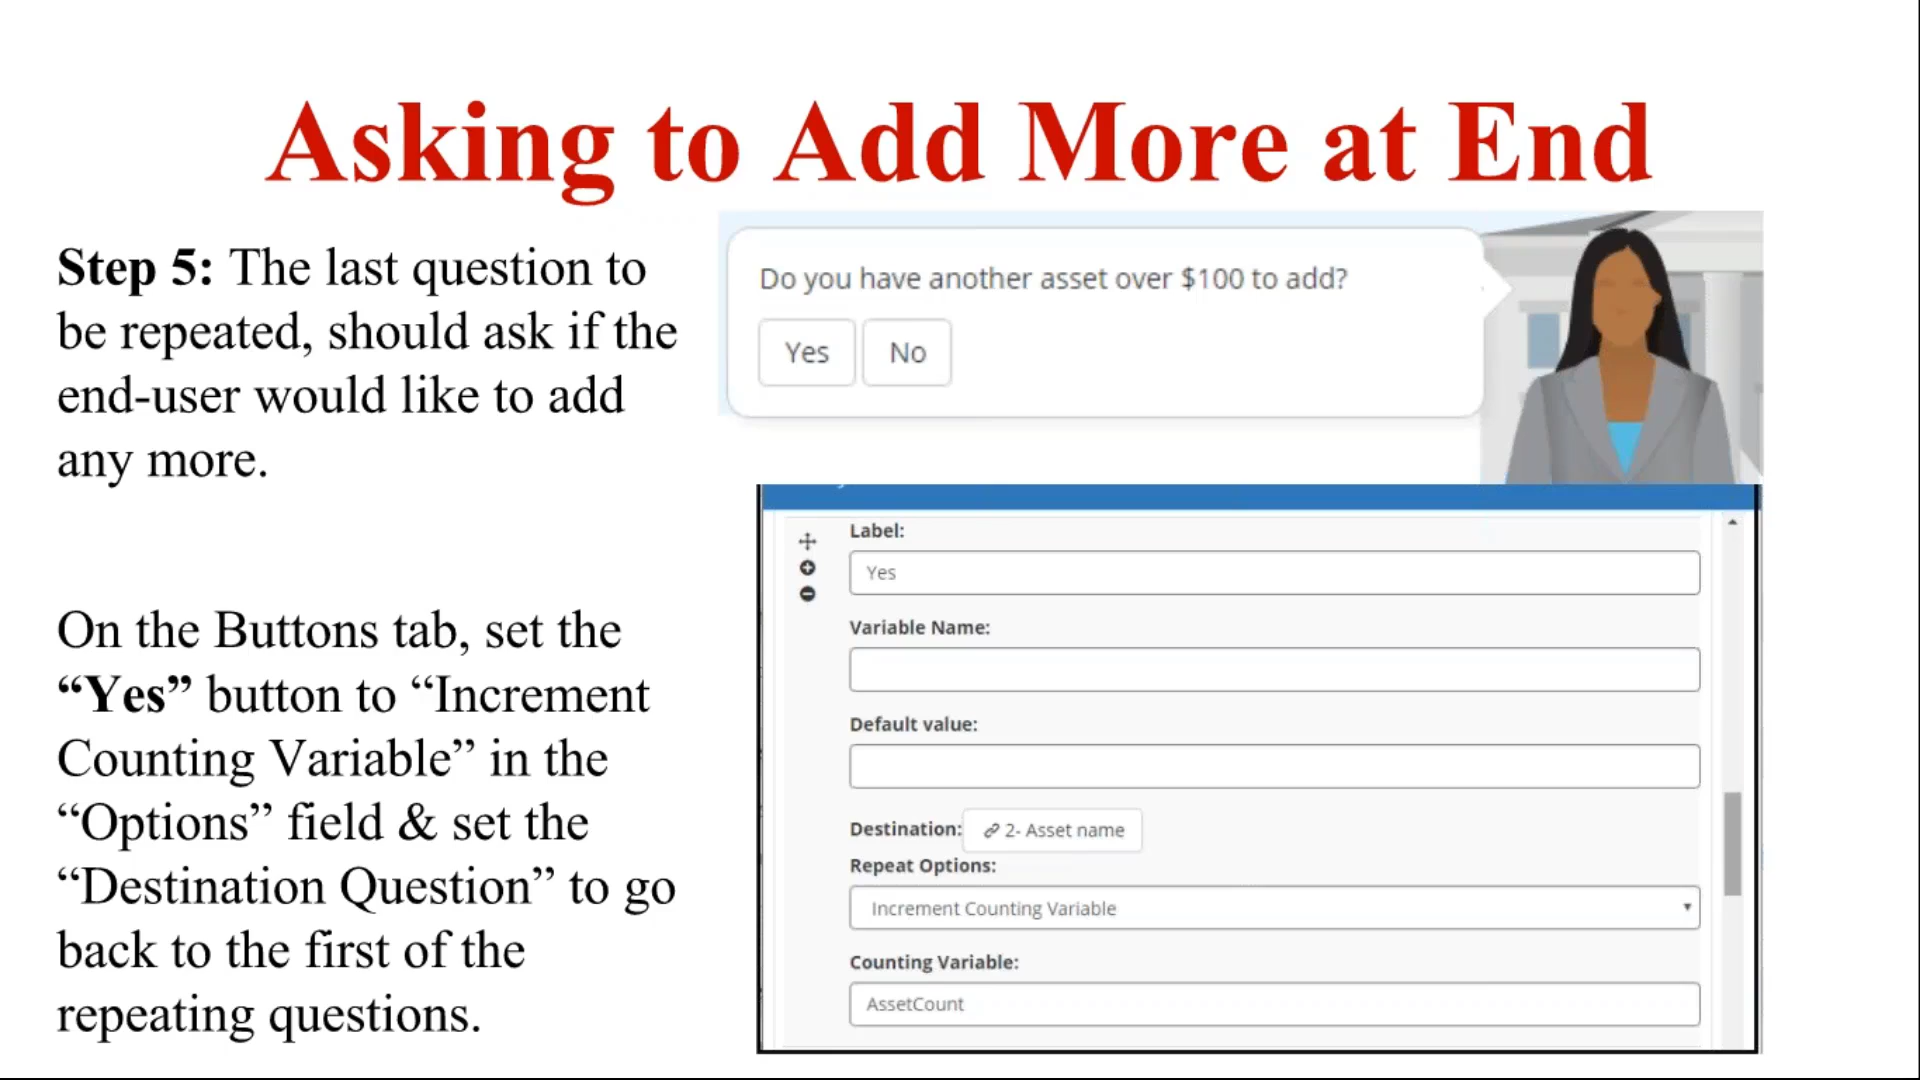 Asking to Add More at End
Step 5: The last question to
be repeated, should ask if the
end-user would like to add
any more.
On the Buttons tab, set the
“Yes” button to “Increment
Counting Variable” in the
“Options” field & set the
“Destination Question” to go
back to the first of the
repeating questions.
Do you have another asset over $100 to add?
Yes No
Label:
Yes
Variable Name:
Default value:
Destination: 2- Asset name
Repeat Options:
Increment Counting Variable
Counting Variable:
AssetCount